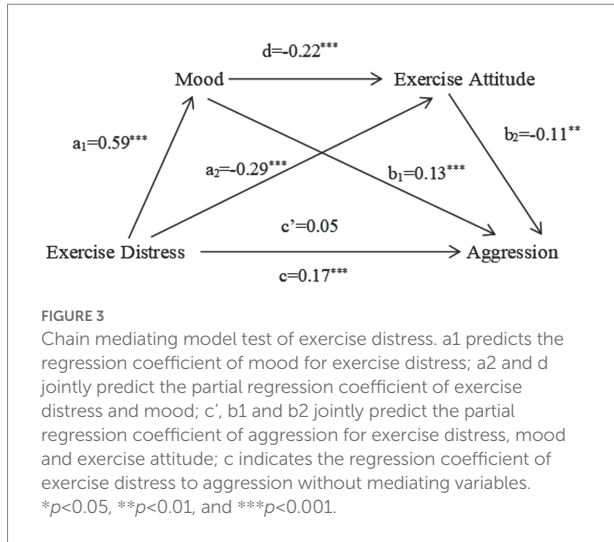 d=-0.22***
Mood
Exercise Attitude
a₁=0.59***
b₂=-0.11**
a₂=-0.29***
b₁=0.13***
c’=0.05
Exercise Distress
Aggression
c=0.17***
FIGURE 3
Chain mediating model test of exercise distress. a1 predicts the
regression coefficient of mood for exercise distress; a2 and d
jointly predict the partial regression coefficient of exercise
distress and mood; c′, b1 and b2 jointly predict the partial
regression coefficient of aggression for exercise distress, mood
and exercise attitude; c indicates the regression coefficient of
exercise distress to aggression without mediating variables.
*p<0.05, **p<0.01, and ***p<0.001.